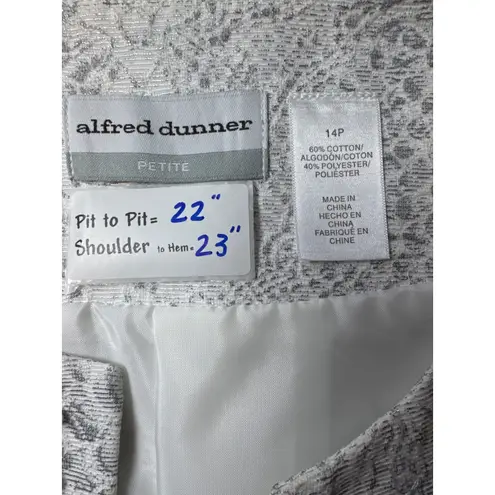 alfred dunner
PETITE
Pit to Pit= 22"
Shoulder to Hem= 23"
14P
60% COTTON/
ALGODÓN/COTON
40% POLYESTER/
POLIÉSTER
MADE IN
CHINA
HECHO EN
CHINA
FABRIQUÉ EN
CHINE